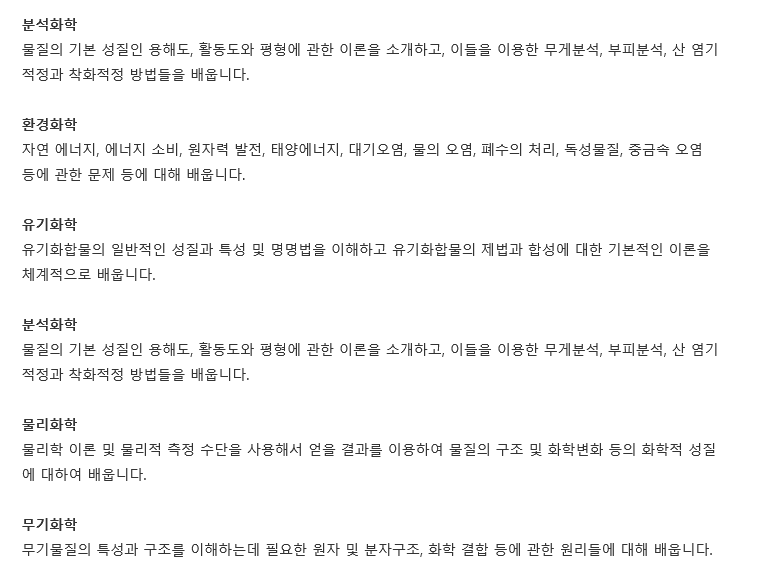 분석화학
물질의 기본 성질인 용해도, 활동도와 평형에 관한 이론을 소개하고, 이들을 이용한 무게분석, 부피분석, 산 염기
적정과 착화적정 방법들을 배웁니다.
환경화학
자연 에너지, 에너지 소비, 원자력 발전, 태양에너지, 대기오염, 물의 오염, 폐수의 처리, 독성물질, 중금속 오염
등에 관한 문제 등에 대해 배웁니다.
유기화학
유기화합물의 일반적인 성질과 특성 및 명명법을 이해하고 유기화합물의 제법과 합성에 대한 기본적인 이론을
체계적으로 배웁니다.
분석화학
물질의 기본 성질인 용해도, 활동도와 평형에 관한 이론을 소개하고, 이들을 이용한 무게분석, 부피분석, 산 염기
적정과 착화적정 방법들을 배웁니다.
물리화학
물리학 이론 및 물리적 측정 수단을 사용해서 얻을 결과를 이용하여 물질의 구조 및 화학변화 등의 화학적 성질
에 대하여 배웁니다.
무기화학
무기물질의 특성과 구조를 이해하는데 필요한 원자 및 분자구조, 화학 결합 등에 관한 원리들에 대해 배웁니다.